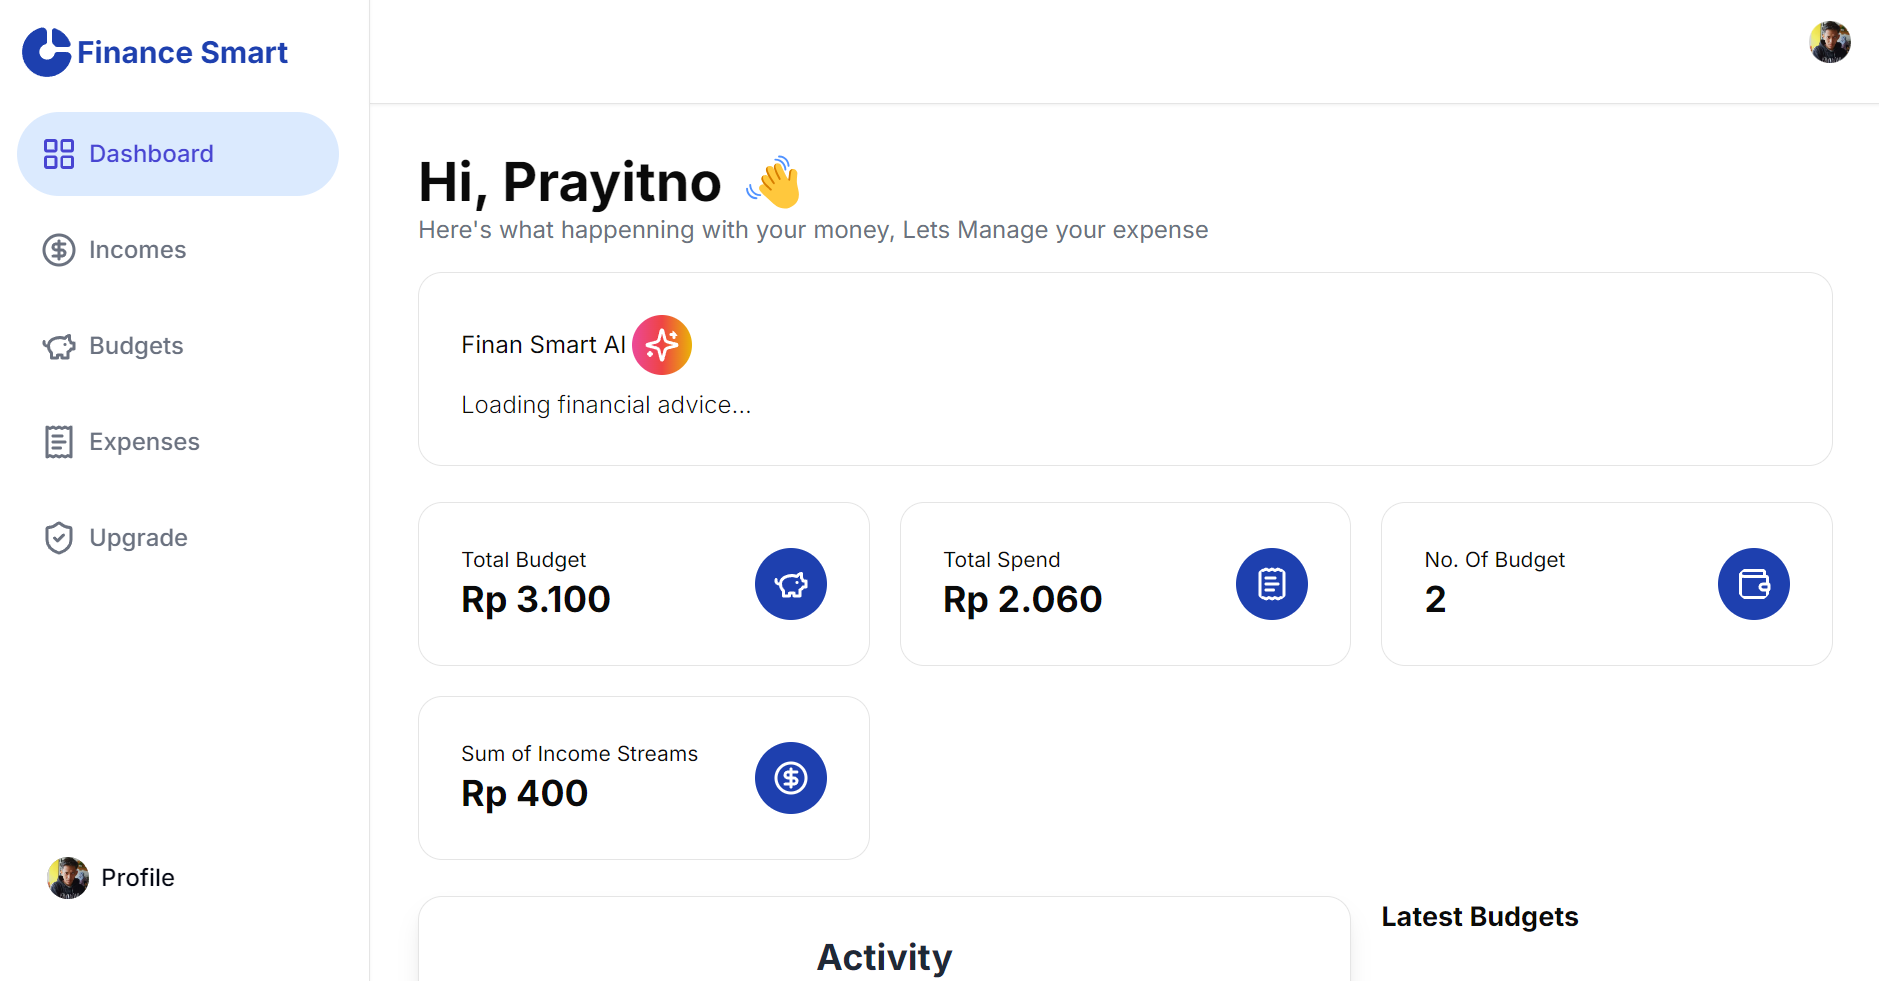 Finance Smart
Dashboard
Incomes
Budgets
Expenses
Upgrade
Profile
Hi, Prayitno 👋
Here's what happenning with your money, Lets Manage your expense
Finan Smart AI
Loading financial advice...
Total Budget
Rp 3.100
Total Spend
Rp 2.060
No. Of Budget
2
Sum of Income Streams
Rp 400
Activity
Latest Budgets